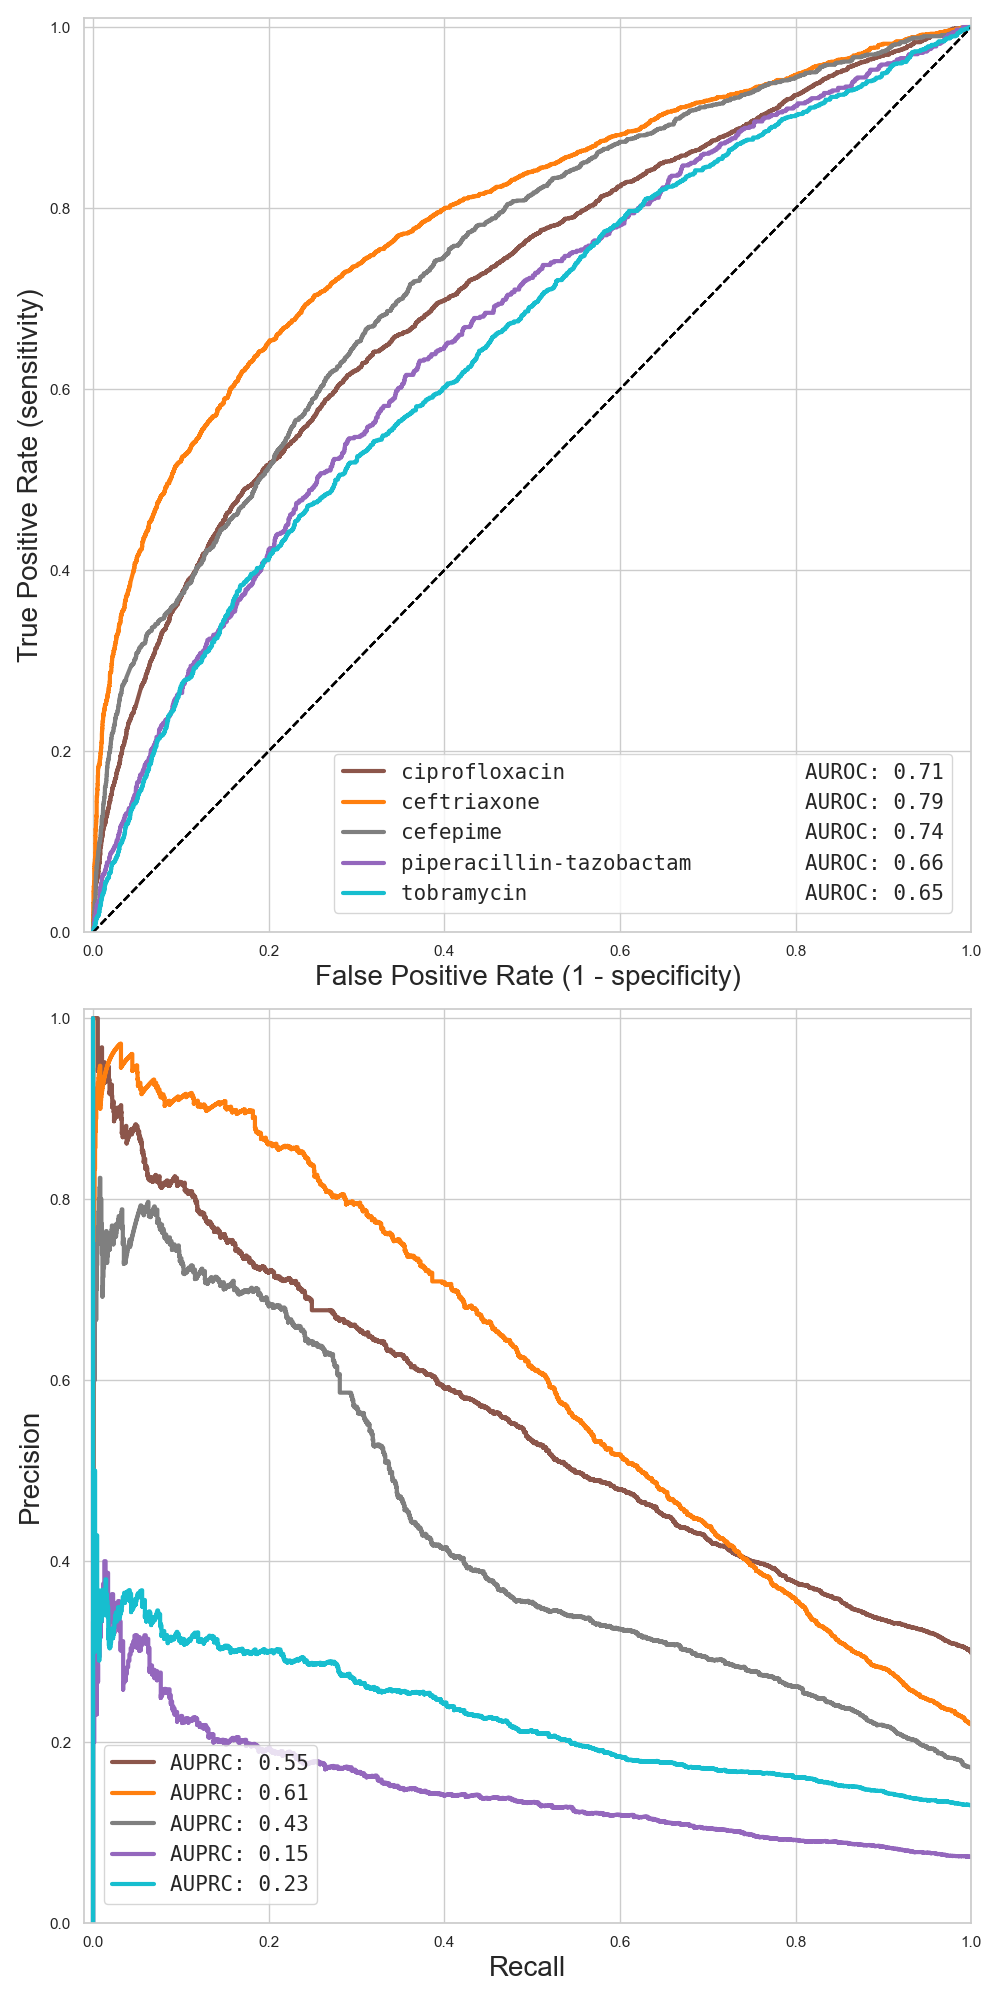 1.0
0.8
0.6
0.4
0.2
0.0
True Positive Rate (sensitivity)
ciprofloxacin AUROC: 0.71
ceftriaxone AUROC: 0.79
cefepime AUROC: 0.74
piperacillin-tazobactam AUROC: 0.66
tobramycin AUROC: 0.65
0.0 0.2 0.4 0.6 0.8 1.0
False Positive Rate (1 - specificity)
1.0
0.8
0.6
0.4
0.2
0.0
Precision
AUPRC: 0.55
AUPRC: 0.61
AUPRC: 0.43
AUPRC: 0.15
AUPRC: 0.23
0.0 0.2 0.4 0.6 0.8 1.0
Recall